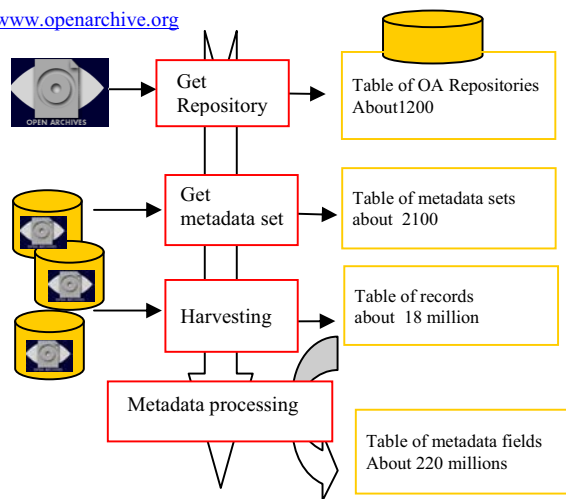 www.openarchive.org
OPEN ARCHIVES
Get
Repository
Table of OA Repositories
About1200
Get
metadata set
Table of metadata sets
about 2100
Harvesting
Table of records
about 18 million
Metadata processing
Table of metadata fields
About 220 millions